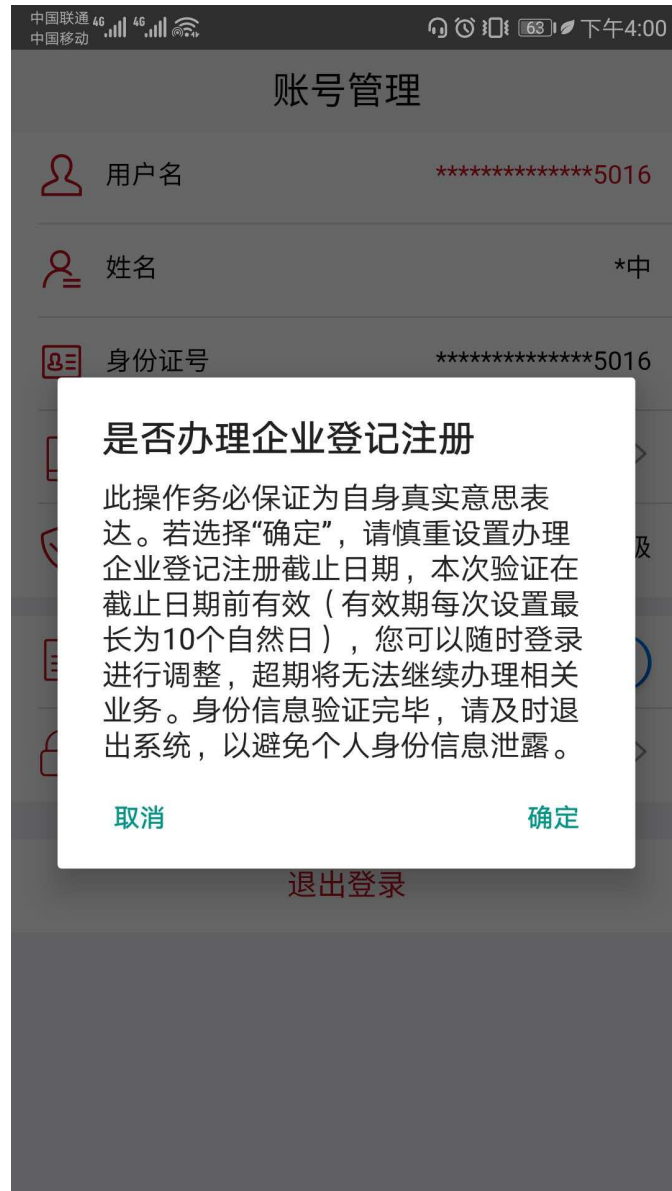 中国联通 46 46
中国移动
63 下午4:00
账号管理
用户名 **************5016
姓名 *中
身份证号 **************5016
是否办理企业登记注册
此操作务必保证为自身真实意思表
达。若选择“确定”，请慎重设置办理
企业登记注册截止日期，本次验证在
截止日期前有效（有效期每次设置最
长为10个自然日），您可以随时登录
进行调整，超期将无法继续办理相关
业务。身份信息验证完毕，请及时退
出系统，以避免个人身份信息泄露。
级
取消 确定
退出登录